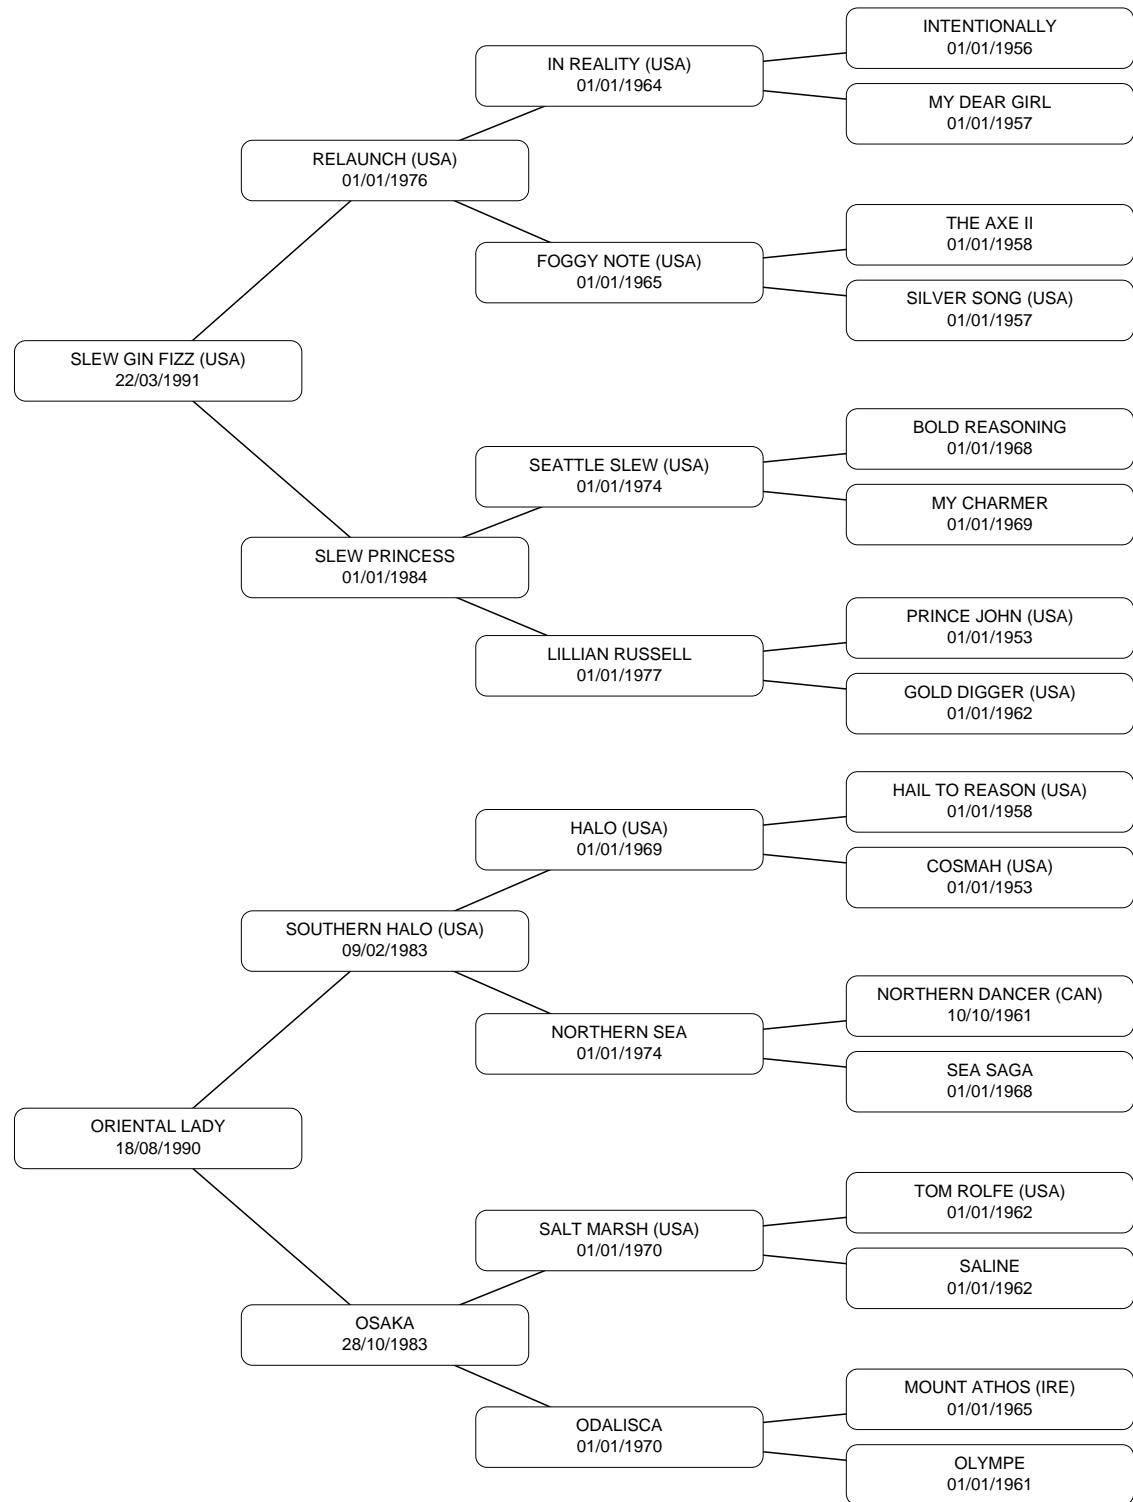 INTENTIONALLY
01/01/1956
IN REALITY (USA)
01/01/1964
MY DEAR GIRL
01/01/1957
RELAUNCH (USA)
01/01/1976
THE AXE II
01/01/1958
FOGGY NOTE (USA)
01/01/1965
SILVER SONG (USA)
01/01/1957
SLEW GIN FIZZ (USA)
22/03/1991
BOLD REASONING
01/01/1968
SEATTLE SLEW (USA)
01/01/1974
MY CHARMER
01/01/1969
SLEW PRINCESS
01/01/1984
PRINCE JOHN (USA)
01/01/1953
LILLIAN RUSSELL
01/01/1977
GOLD DIGGER (USA)
01/01/1962
HAIL TO REASON (USA)
01/01/1958
HALO (USA)
01/01/1969
COSMAH (USA)
01/01/1953
SOUTHERN HALO (USA)
09/02/1983
NORTHERN DANCER (CAN)
10/10/1961
NORTHERN SEA
01/01/1974
SEA SAGA
01/01/1968
ORIENTAL LADY
18/08/1990
TOM ROLFE (USA)
01/01/1962
SALT MARSH (USA)
01/01/1970
SALINE
01/01/1962
OSAKA
28/10/1983
MOUNT ATHOS (IRE)
01/01/1965
ODALISCA
01/01/1970
OLYMPE
01/01/1961